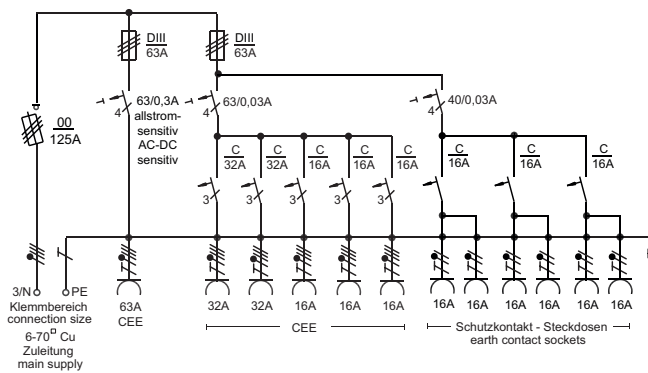 DIII
63A
DIII
63A
00
125A
4
63/0,3A
allstrom-
sensitiv
AC-DC
sensitiv
4
63/0,03A
4
40/0,03A
C
32A
C
32A
C
16A
C
16A
C
16A
C
16A
C
16A
C
16A
3
3
3
3
3
3/N
PE
Klemmbereich
connection size
6-70□ Cu
Zuleitung
main supply
63A
CEE
32A
32A
16A
16A
16A
CEE
16A
16A
16A
16A
16A
16A
Schutzkontakt - Steckdosen
earth contact sockets